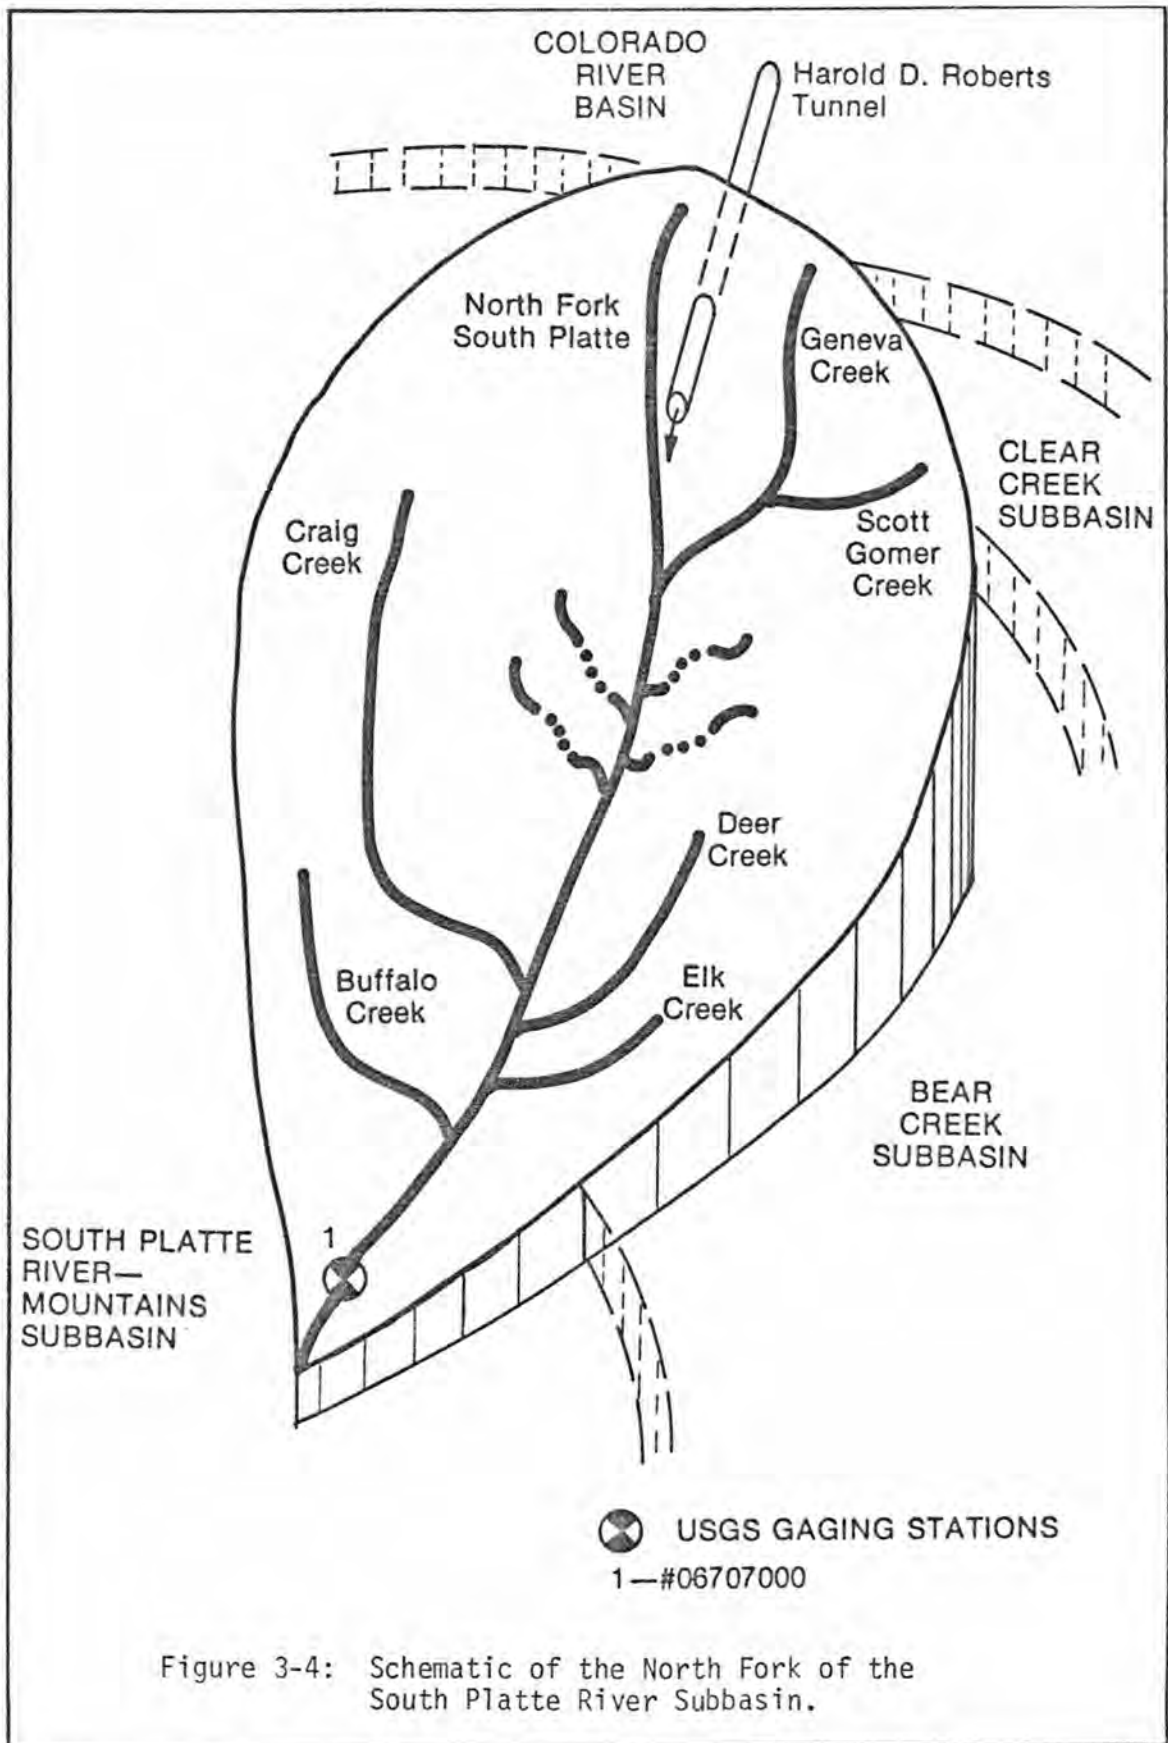 COLORADO
RIVER
BASIN
Harold D. Roberts
Tunnel
North Fork
South Platte
Geneva
Creek
CLEAR
CREEK
SUBBASIN
Scott
Gomer
Creek
Craig
Creek
Deer
Creek
Buffalo
Creek
Elk
Creek
BEAR
CREEK
SUBBASIN
SOUTH PLATTE
RIVER—
MOUNTAINS
SUBBASIN
1
USGS GAGING STATIONS
1—#06707000
Figure 3-4: Schematic of the North Fork of the
South Platte River Subbasin.